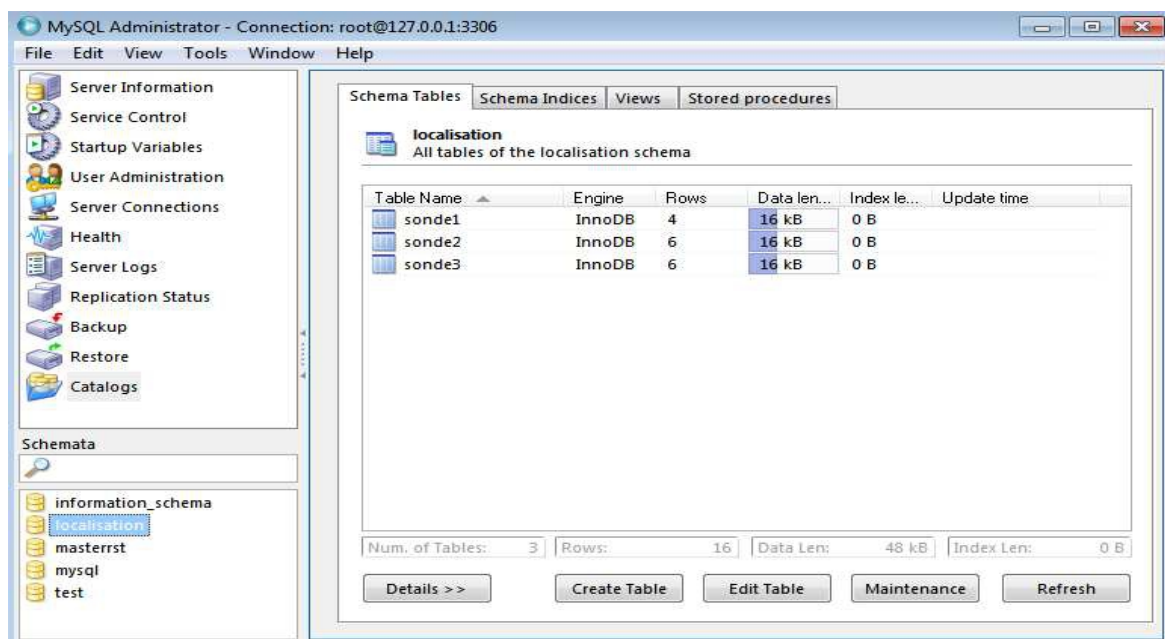 MySQL Administrator - Connection: root@127.0.0.1:3306
File Edit View Tools Window Help
Server Information
Service Control
Startup Variables
User Administration
Server Connections
Health
Server Logs
Replication Status
Backup
Restore
Catalogs
Schemata
information_schema
localisation
masterrst
mysql
test
Schema Tables Schema Indices Views Stored procedures
localisation
All tables of the localisation schema
Table Name Engine Rows Data len... Index le... Update time
sonde1 InnoDB 4 16 kB 0 B
sonde2 InnoDB 6 16 kB 0 B
sonde3 InnoDB 6 16 kB 0 B
Num. of Tables: 3 Rows: 16 Data Len: 48 kB Index Len: 0 B
Details >> Create Table Edit Table Maintenance Refresh